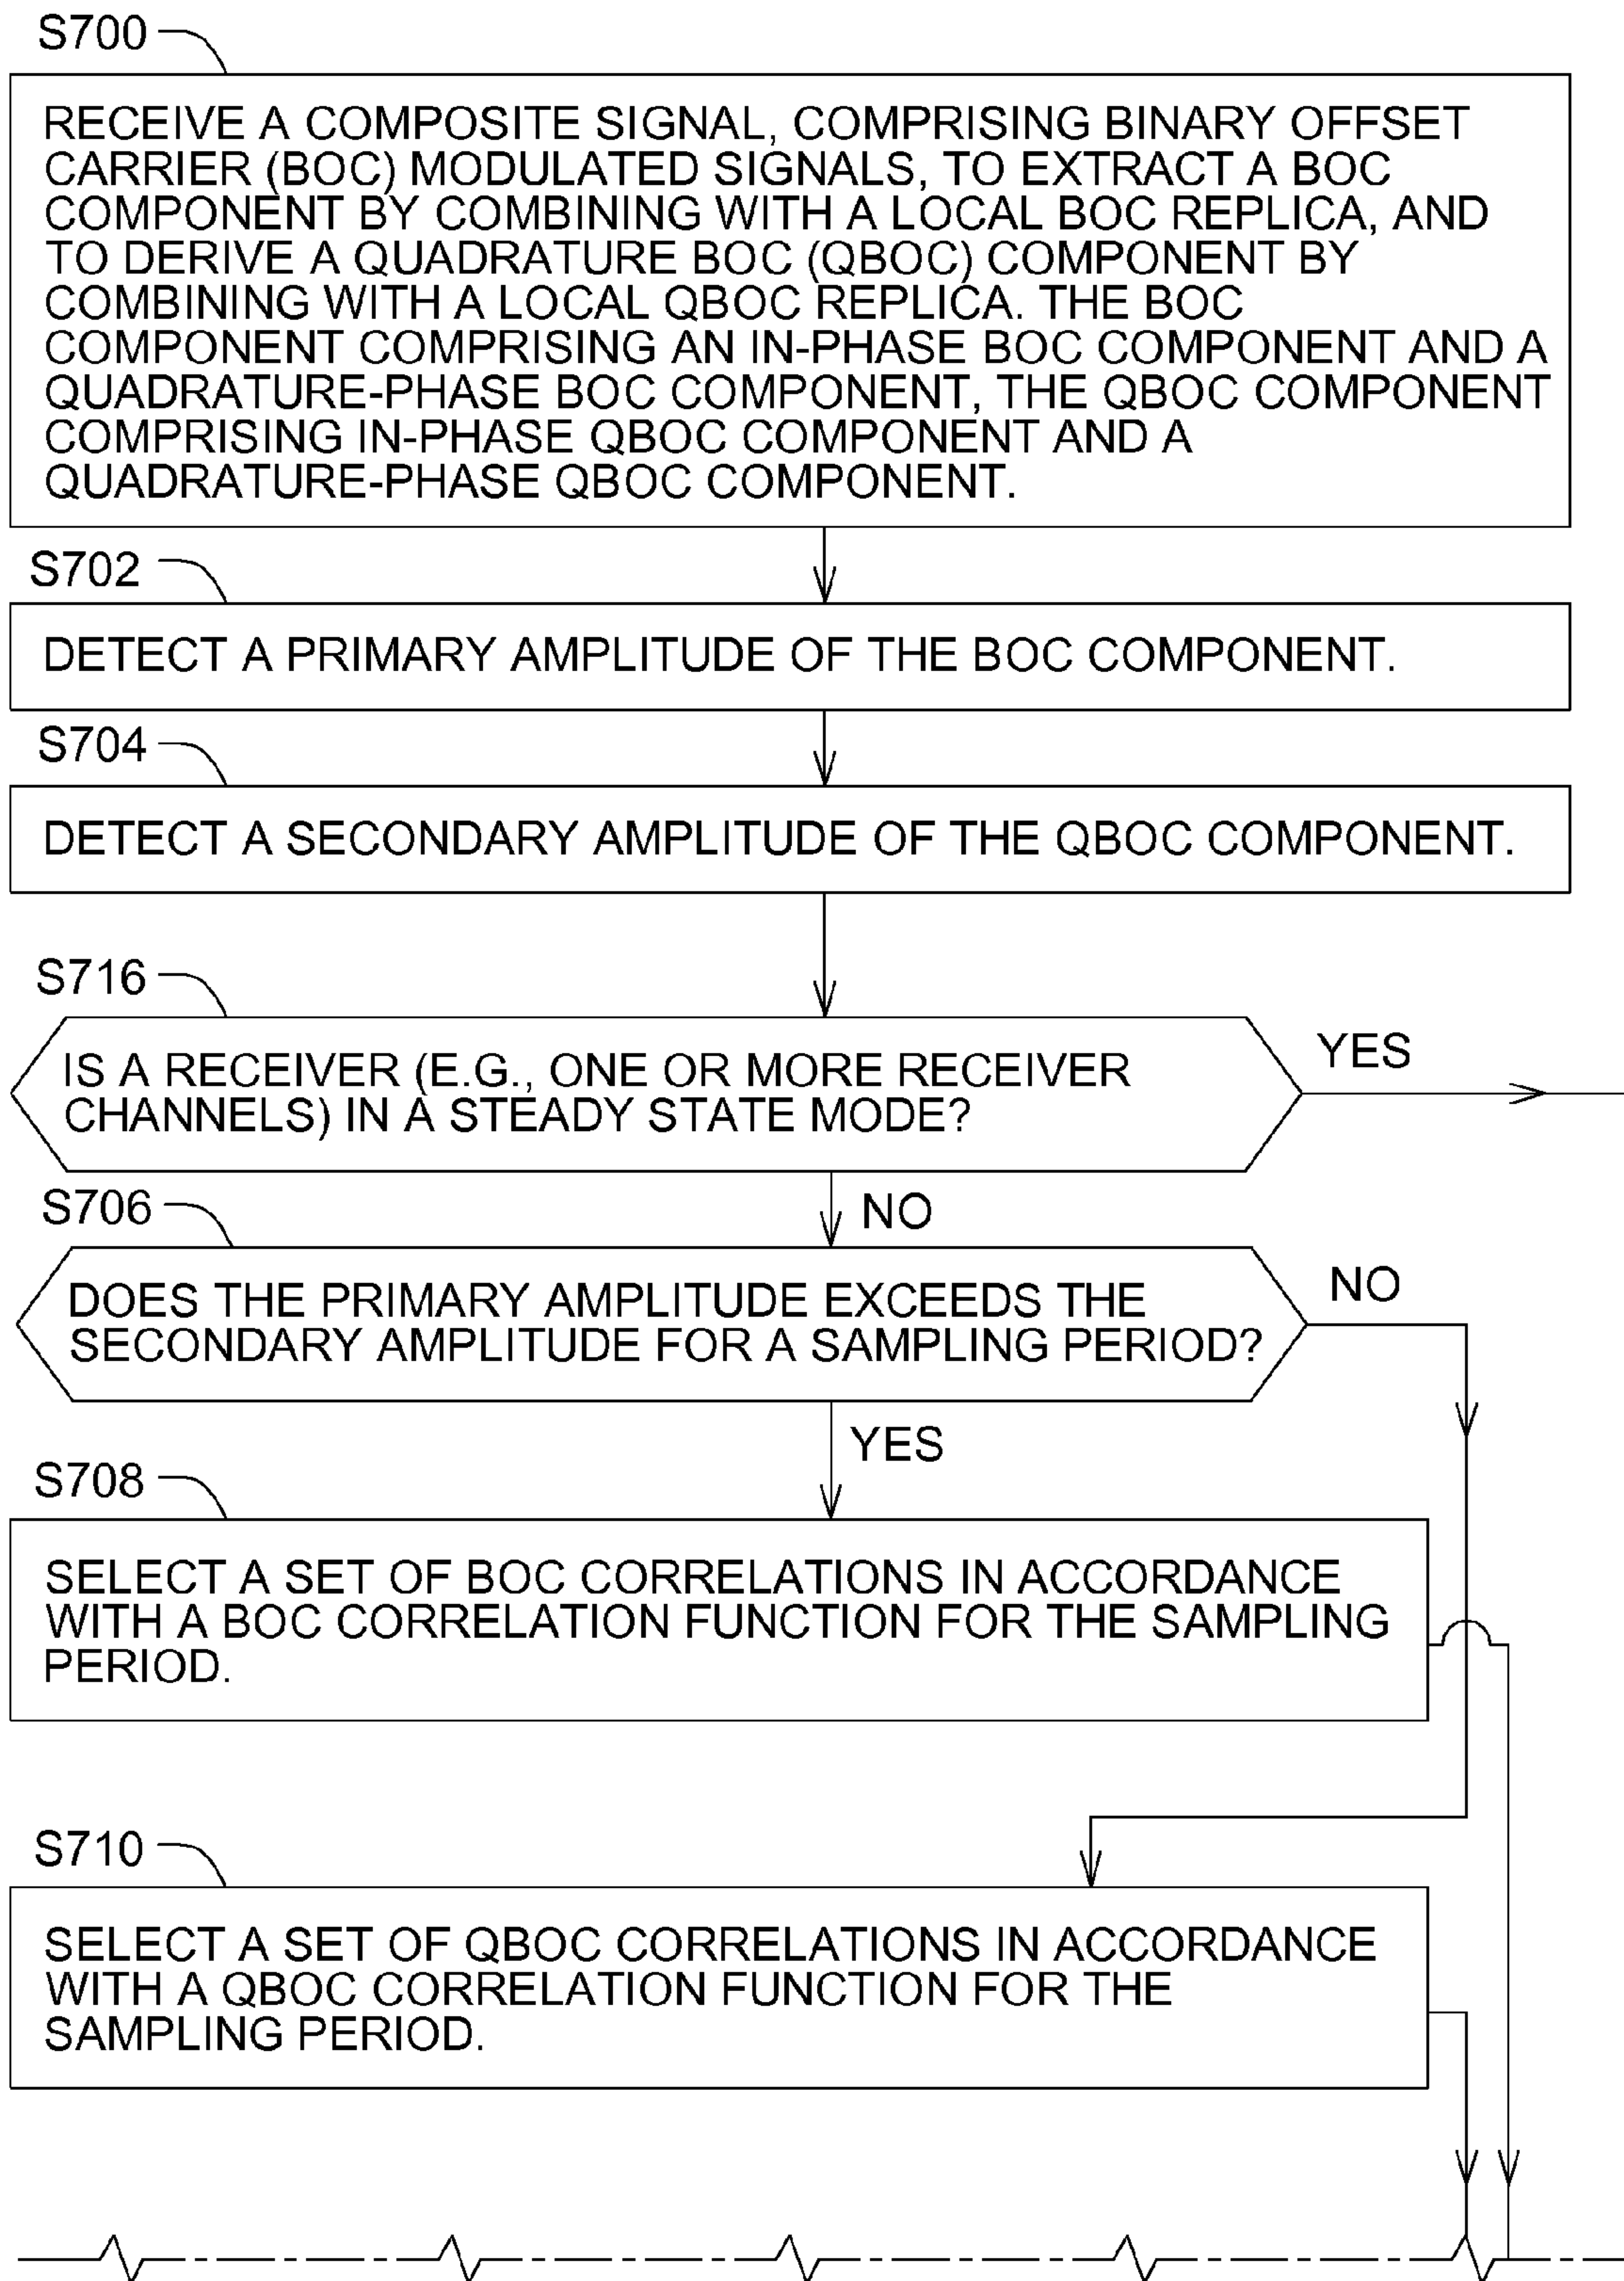 S700
RECEIVE A COMPOSITE SIGNAL, COMPRISING BINARY OFFSET
CARRIER (BOC) MODULATED SIGNALS, TO EXTRACT A BOC
COMPONENT BY COMBINING WITH A LOCAL BOC REPLICA, AND
TO DERIVE A QUADRATURE BOC (QBOC) COMPONENT BY
COMBINING WITH A LOCAL QBOC REPLICA. THE BOC
COMPONENT COMPRISING AN IN-PHASE BOC COMPONENT AND A
QUADRATURE-PHASE BOC COMPONENT, THE QBOC COMPONENT
COMPRISING IN-PHASE QBOC COMPONENT AND A
QUADRATURE-PHASE QBOC COMPONENT.
S702
DETECT A PRIMARY AMPLITUDE OF THE BOC COMPONENT.
S704
DETECT A SECONDARY AMPLITUDE OF THE QBOC COMPONENT.
S716
IS A RECEIVER (E.G., ONE OR MORE RECEIVER
CHANNELS) IN A STEADY STATE MODE?
YES
NO
S706
DOES THE PRIMARY AMPLITUDE EXCEEDS THE
SECONDARY AMPLITUDE FOR A SAMPLING PERIOD?
NO
YES
S708
SELECT A SET OF BOC CORRELATIONS IN ACCORDANCE
WITH A BOC CORRELATION FUNCTION FOR THE SAMPLING
PERIOD.
S710
SELECT A SET OF QBOC CORRELATIONS IN ACCORDANCE
WITH A QBOC CORRELATION FUNCTION FOR THE
SAMPLING PERIOD.